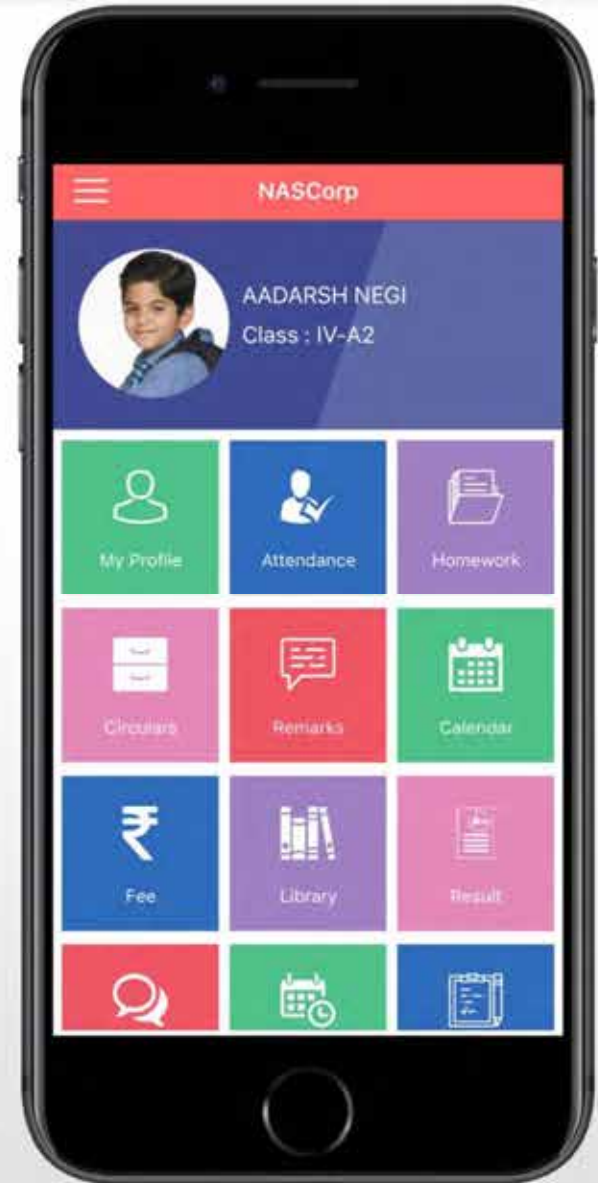 NASCorp
AADARSH NEGI
Class : IV-A2
My Profile
Attendance
Homework
Circulars
Remarks
Calendar
₹
Fee
Library
Result